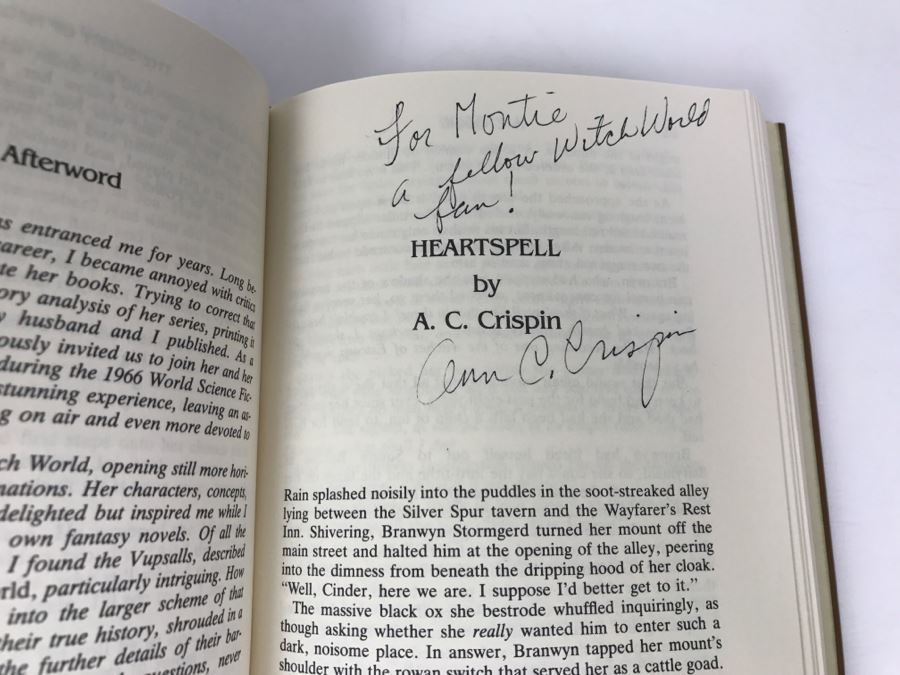 Afterword
entranced me for years. Long be-
career, I became annoyed with critics
her books. Trying to correct that
analysis of her series, printing it
husband and I published. As a
invited us to join her and her
during the 1966 World Science Fic-
stunning experience, leaving an as-
on air and even more devoted to
World, opening still more hori-
Her characters, concepts,
delighted but inspired me while I
own fantasy novels. Of all the
I found the Vupsalls, described
particularly intriguing. How
into the larger scheme of that
their true history, shrouded in a
the further details of their bar-
questions, never
For Montie
a fellow Witch World
fan!
HEARTSPELL
by
A. C. Crispin
Ann C. Crispin
Rain splashed noisily into the puddles in the soot-streaked alley
lying between the Silver Spur tavern and the Wayfarer's Rest
Inn. Shivering, Branwyn Stormgerd turned her mount off the
main street and halted him at the opening of the alley, peering
into the dimness from beneath the dripping hood of her cloak.
"Well, Cinder, here we are. I suppose I'd better get to it."
The massive black ox she bestrode whuffled inquiringly, as
though asking whether she really wanted him to enter such a
dark, noisome place. In answer, Branwyn tapped her mount's
shoulder with the rowan switch that served her as a cattle goad.